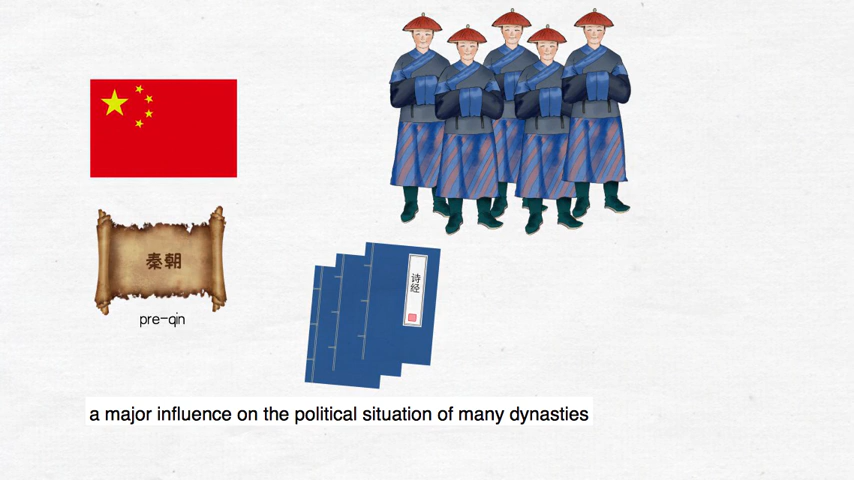 秦朝
pre-qin
诗经
a major influence on the political situation of many dynasties